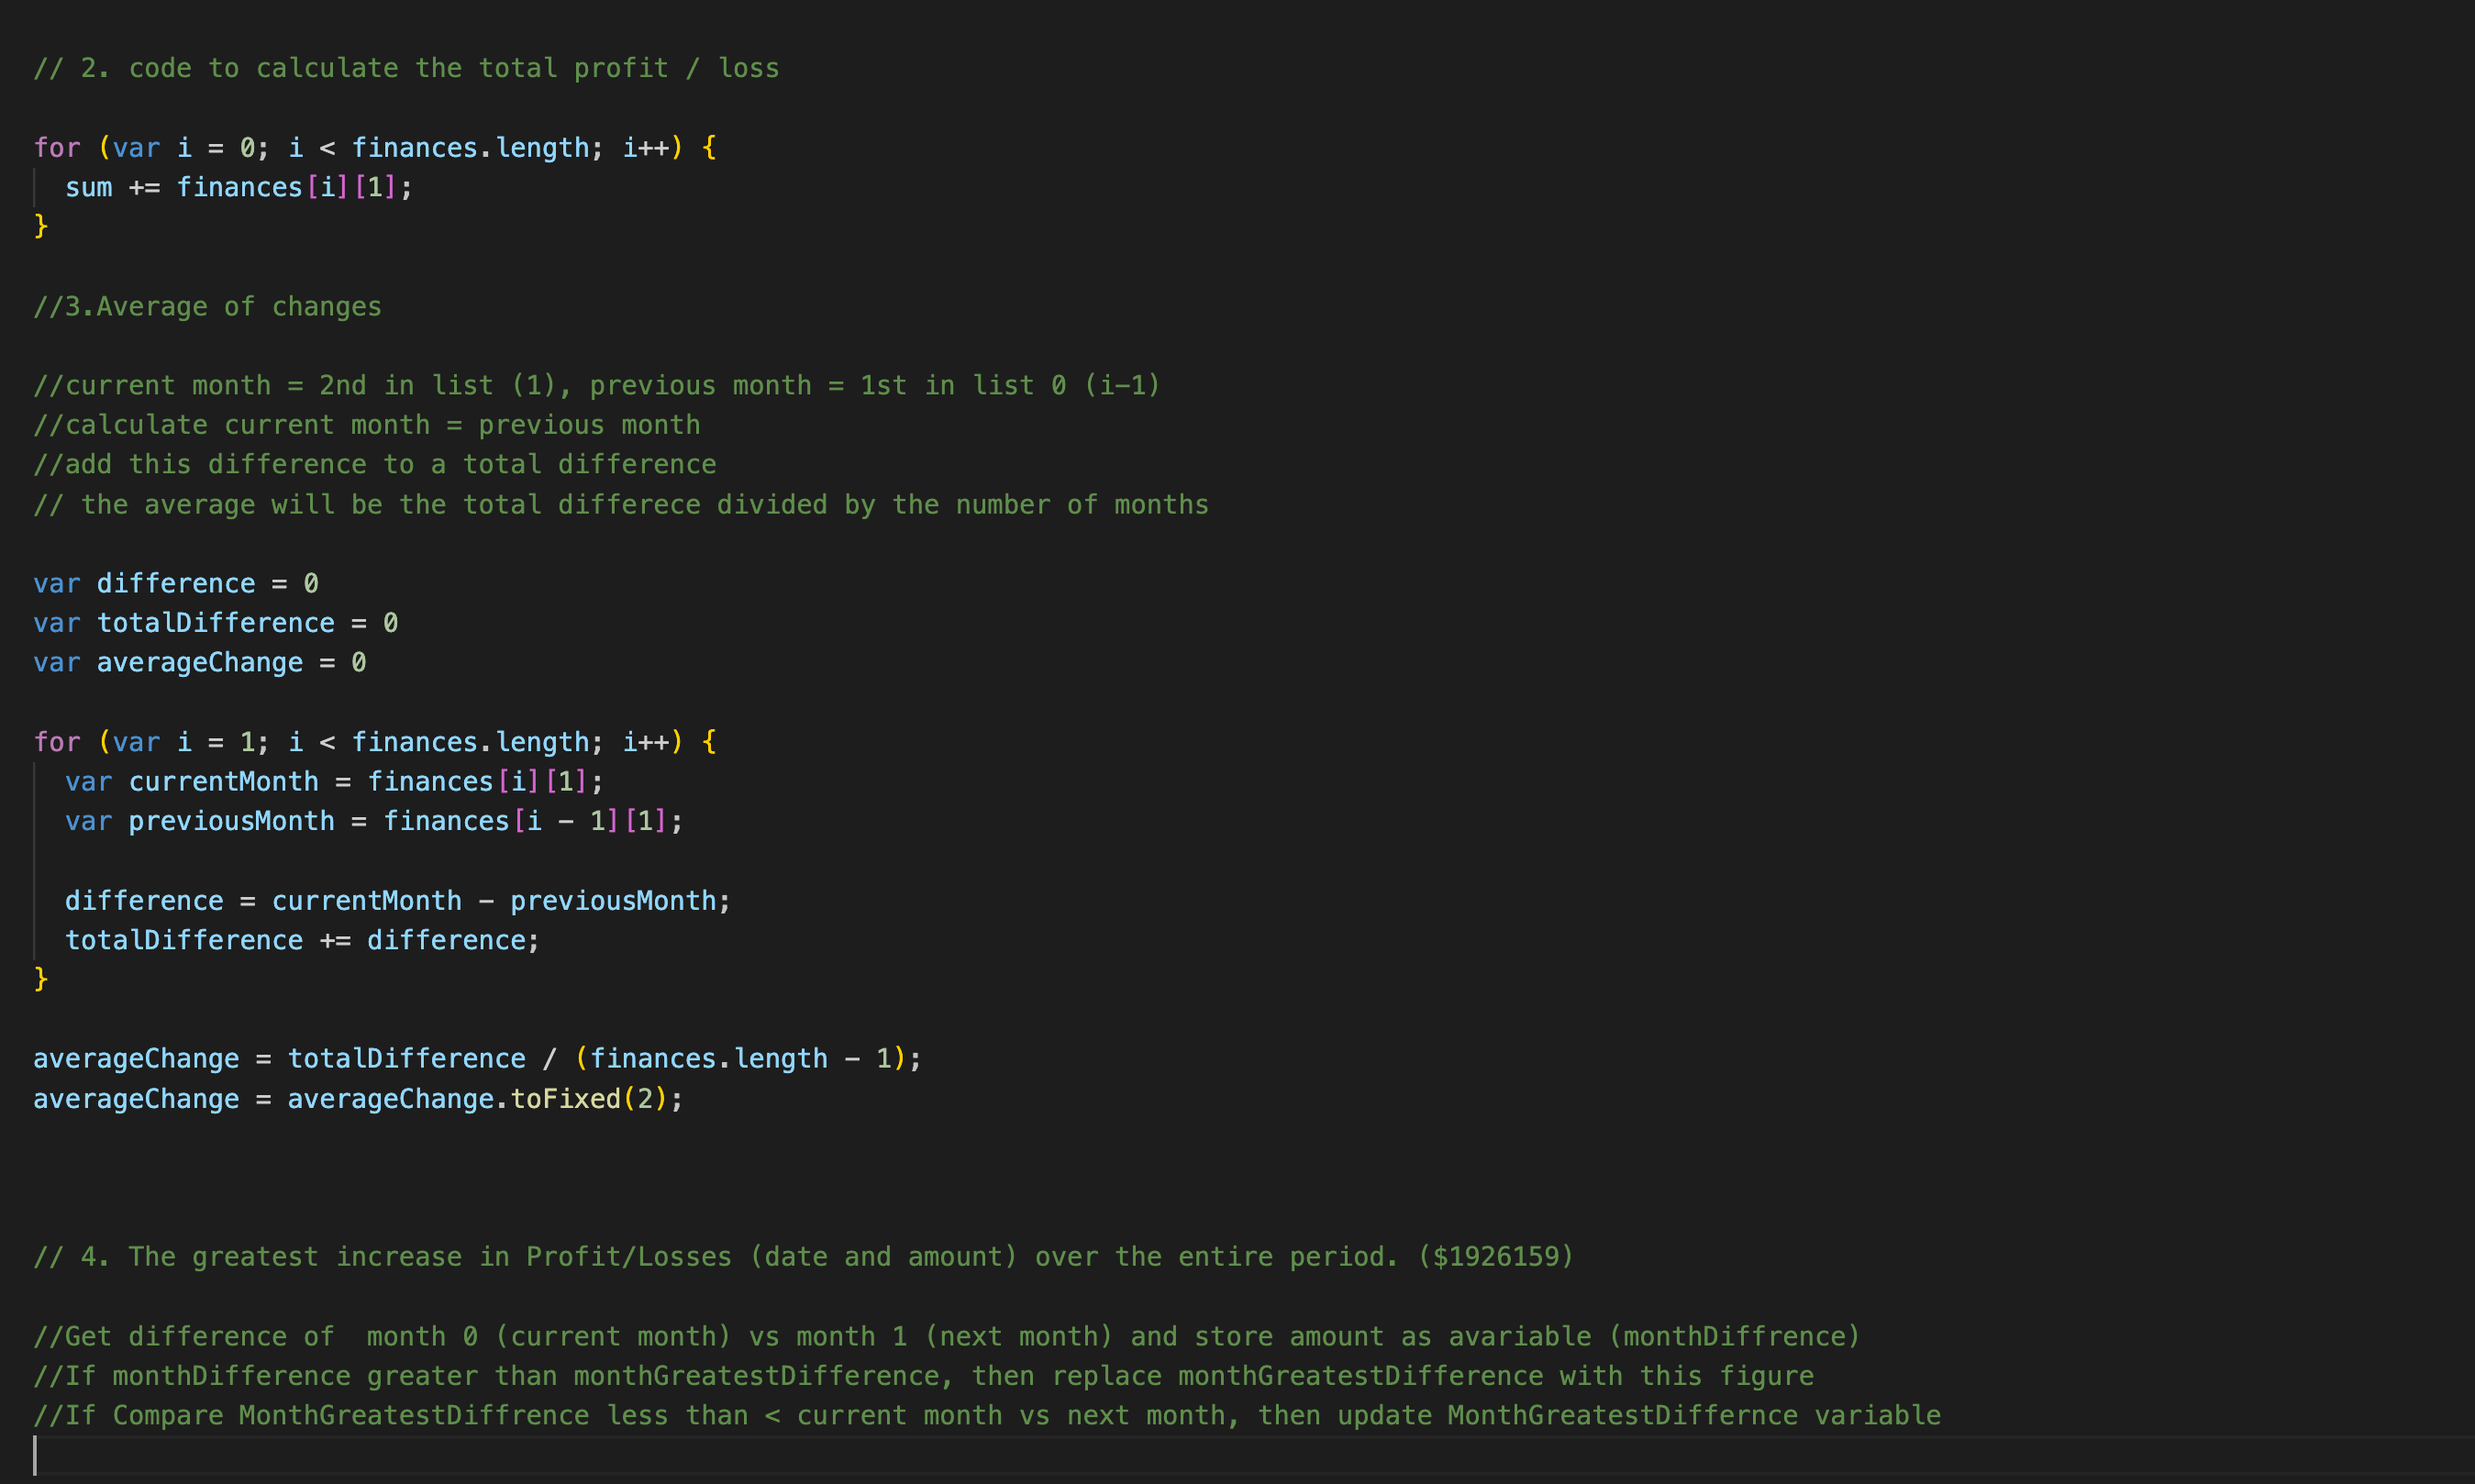 // 2. code to calculate the total profit / loss
for (var i = 0; i < finances.length; i++) {
  sum += finances[i][1];
}
//3.Average of changes
//current month = 2nd in list (1), previous month = 1st in list 0 (i-1)
//calculate current month = previous month
//add this difference to a total difference
// the average will be the total differece divided by the number of months
var difference = 0
var totalDifference = 0
var averageChange = 0
for (var i = 1; i < finances.length; i++) {
  var currentMonth = finances[i][1];
  var previousMonth = finances[i - 1][1];
  difference = currentMonth - previousMonth;
  totalDifference += difference;
}
averageChange = totalDifference / (finances.length - 1);
averageChange = averageChange.toFixed(2);
// 4. The greatest increase in Profit/Losses (date and amount) over the entire period. ($1926159)
//Get difference of  month 0 (current month) vs month 1 (next month) and store amount as avariable (monthDiffrence)
//If monthDifference greater than monthGreatestDifference, then replace monthGreatestDifference with this figure
//If Compare MonthGreatestDiffrence less than < current month vs next month, then update MonthGreatestDiffernce variable